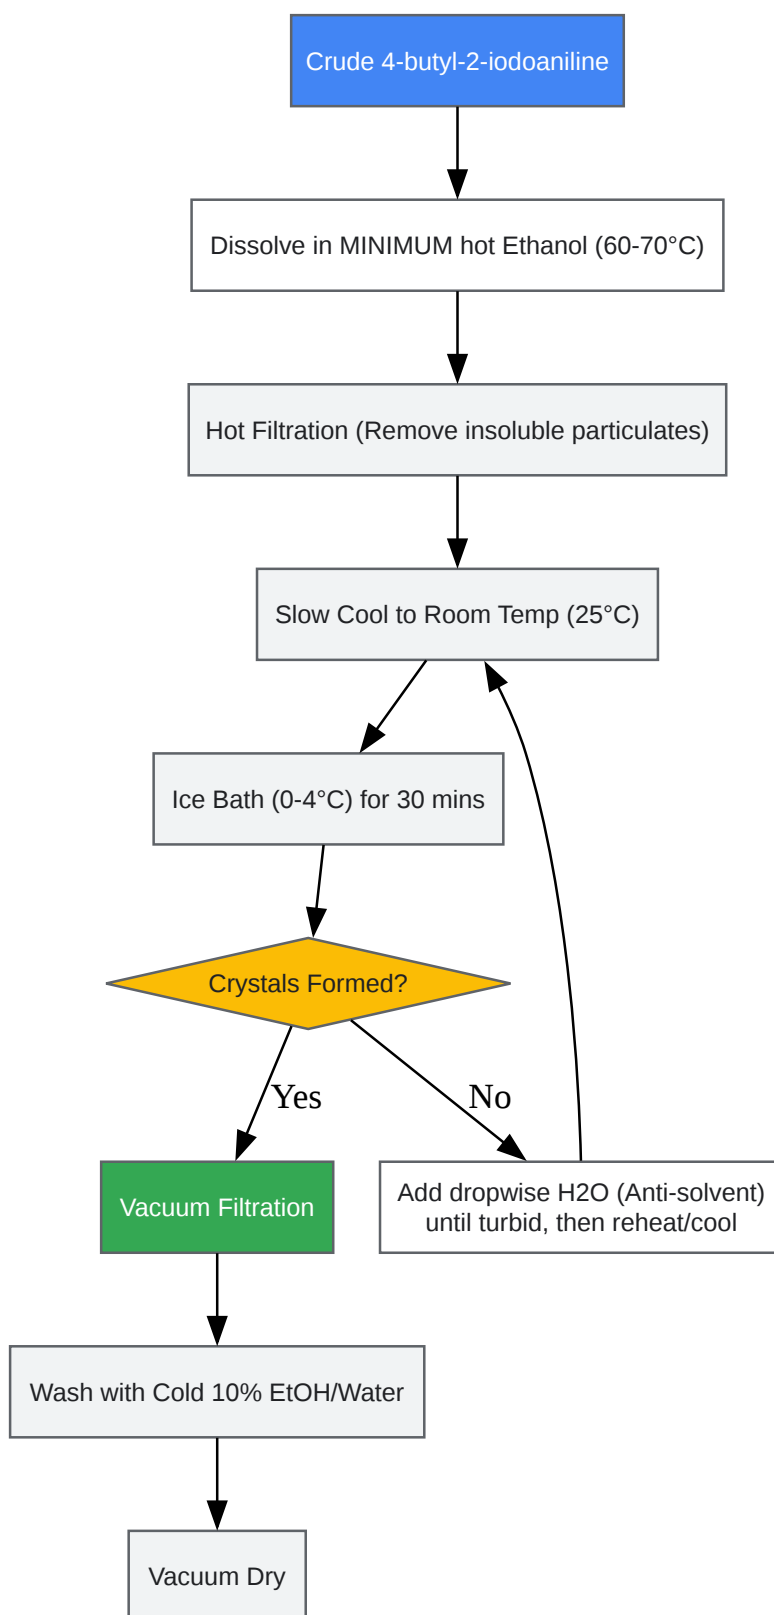 Crude 4-butyl-2-iodoaniline
Dissolve in MINIMUM hot Ethanol (60-70°C)
Hot Filtration (Remove insoluble particulates)
Slow Cool to Room Temp (25°C)
Ice Bath (0-4°C) for 30 mins
Crystals Formed?
Yes
No
Vacuum Filtration
Add dropwise H2O (Anti-solvent)
until turbid, then reheat/cool
Wash with Cold 10% EtOH/Water
Vacuum Dry